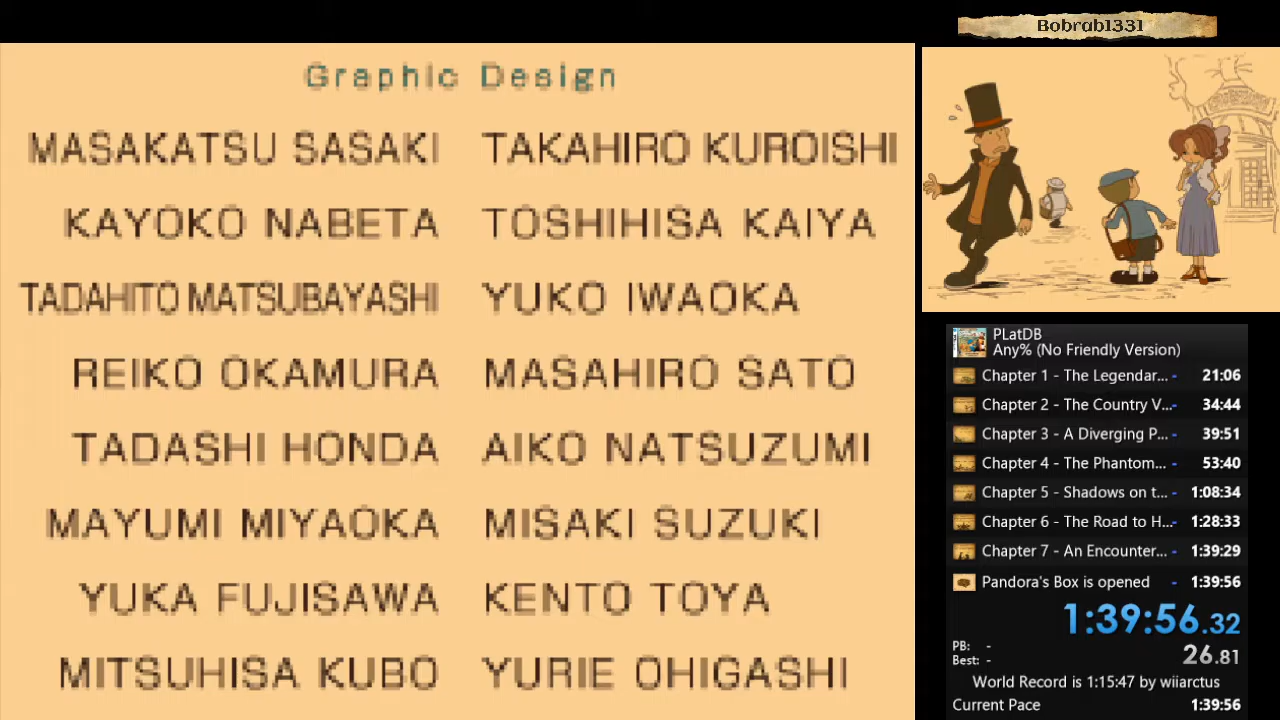 Bobrab1331
Graphic Design
MASAKATSU SASAKI TAKAHIRO KUROISHI
KAYOKO NABETA TOSHIHISA KAIYA
TADAHITO MATSUBAYASHI YUKO IWAOKA
REIKO OKAMURA MASAHIRO SATO
TADASHI HONDA AIKO NATSUZUMI
MAYUMI MIYAOKA MISAKI SUZUKI
YUKA FUJISAWA KENTO TOYA
MITSUHISA KUBO YURIE OHIGASHI
PLatDB
Any% (No Friendly Version)
Chapter 1 - The Legendar... - 21:06
Chapter 2 - The Country V... - 34:44
Chapter 3 - A Diverging P... - 39:51
Chapter 4 - The Phantom... - 53:40
Chapter 5 - Shadows on t... - 1:08:34
Chapter 6 - The Road to H... - 1:28:33
Chapter 7 - An Encounter... - 1:39:29
Pandora's Box is opened - 1:39:56
1:39:56.32
PB: -
Best: - 26.81
World Record is 1:15:47 by wiiarctus
Current Pace 1:39:56